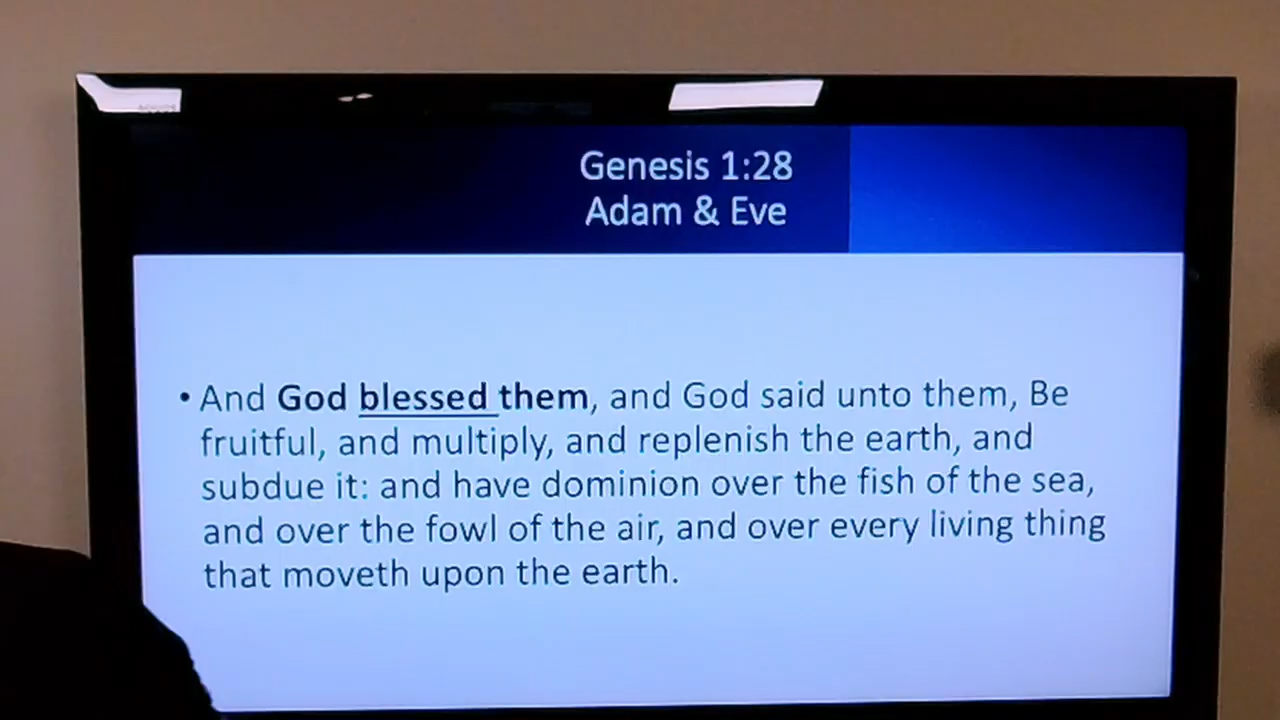 Genesis 1:28
Adam & Eve
• And God blessed them, and God said unto them, Be
fruitful, and multiply, and replenish the earth, and
subdue it: and have dominion over the fish of the sea,
and over the fowl of the air, and over every living thing
that moveth upon the earth.